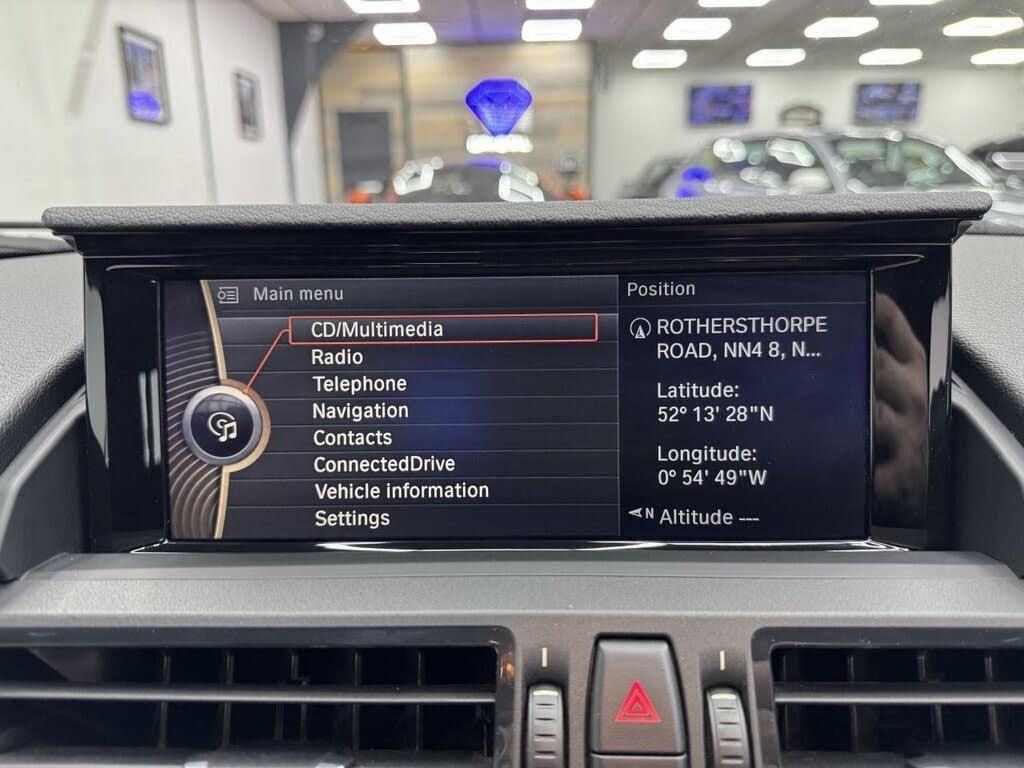 Main menu
CD/Multimedia
Radio
Telephone
Navigation
Contacts
ConnectedDrive
Vehicle information
Settings
Position
ROTHERSTHORPE
ROAD, NN4 8, N...
Latitude:
52° 13' 28"N
Longitude:
0° 54' 49"W
N Altitude ---